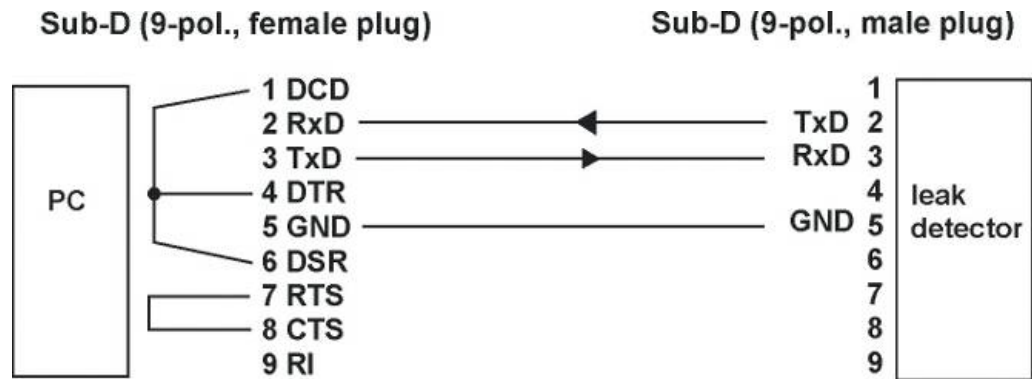 Sub-D (9-pol., female plug)
Sub-D (9-pol., male plug)
PC
1 DCD
2 RxD
3 TxD
4 DTR
5 GND
6 DSR
7 RTS
8 CTS
9 RI
1
TxD 2
RxD 3
4
GND 5
6
7
8
9
leak
detector